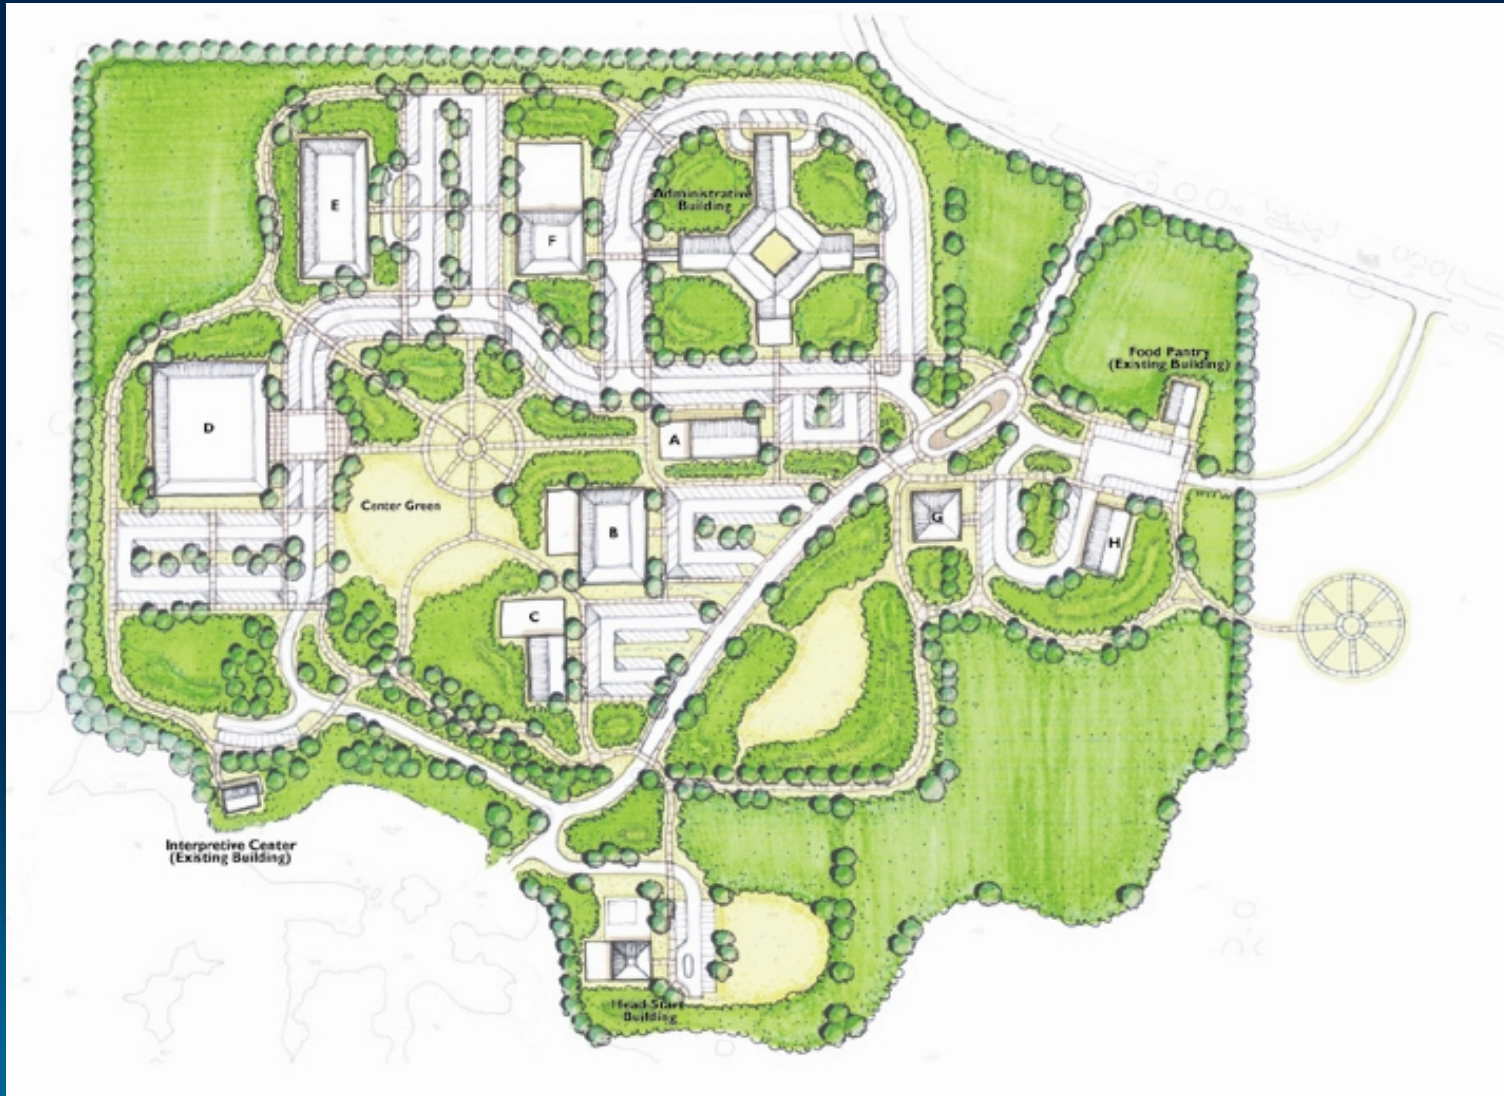 E
F
Administrative
Building
Food Pantry
(Existing Building)
D
A
Center Green
B
G
H
C
Interpretive Center
(Existing Building)
Head Start
Building